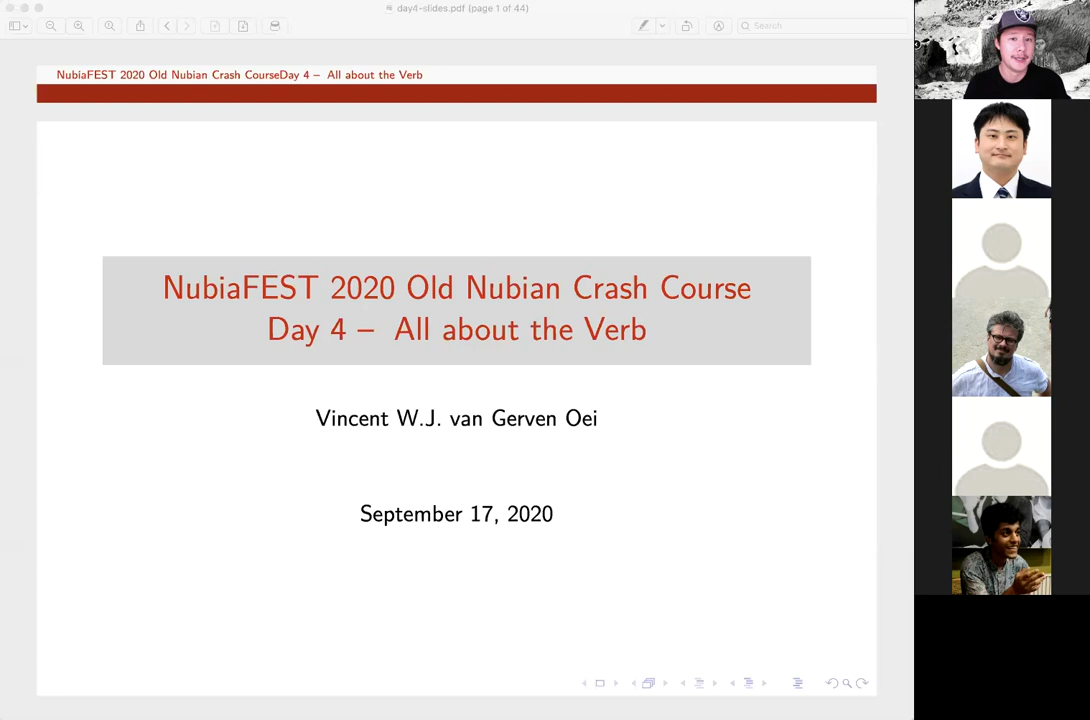 day4-slides.pdf (page 1 of 44)
Search
NubiaFEST 2020 Old Nubian Crash CourseDay 4 – All about the Verb
NubiaFEST 2020 Old Nubian Crash Course
Day 4 – All about the Verb
Vincent W.J. van Gerven Oei
September 17, 2020